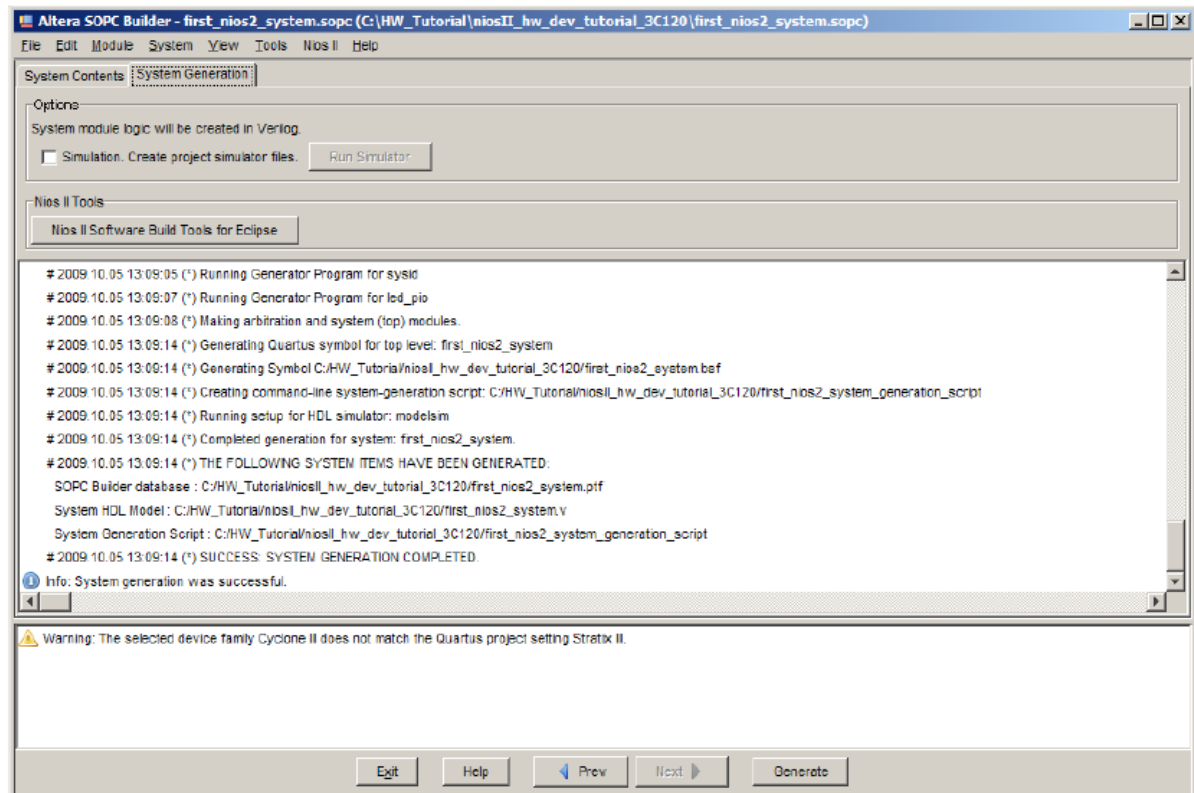 Altera SOPC Builder - first_nios2_system.sopc (C:\HW_Tutorial\niosII_hw_dev_tutorial_3C120\first_nios2_system.sopc)
File Edit Module System View Tools Nios II Help
System Contents System Generation
Options
System module logic will be created in Verilog.
Simulation. Create project simulator files. Run Simulator
Nios II Tools
Nios II Software Build Tools for Eclipse
# 2009.10.05 13:09:05 (*) Running Generator Program for sysid
# 2009.10.05 13:09:07 (*) Running Generator Program for led_pio
# 2009.10.05 13:09:08 (*) Making arbitration and system (top) modules.
# 2009.10.05 13:09:14 (*) Generating Quartus symbol for top level: first_nios2_system
# 2009.10.05 13:09:14 (*) Generating Symbol C:/HW_Tutorial/niosII_hw_dev_tutorial_3C120/first_nios2_system.bsf
# 2009.10.05 13:09:14 (*) Creating command-line system-generation script: C:/HW_Tutorial/niosII_hw_dev_tutorial_3C120/first_nios2_system_generation_script
# 2009.10.05 13:09:14 (*) Running setup for HDL simulator: modelsim
# 2009.10.05 13:09:14 (*) Completed generation for system: first_nios2_system.
# 2009.10.05 13:09:14 (*) THE FOLLOWING SYSTEM ITEMS HAVE BEEN GENERATED:
SOPC Builder database : C:/HW_Tutorial/niosII_hw_dev_tutorial_3C120/first_nios2_system.ptf
System HDL Model : C:/HW_Tutorial/niosII_hw_dev_tutorial_3C120/first_nios2_system.v
System Generation Script : C:/HW_Tutorial/niosII_hw_dev_tutorial_3C120/first_nios2_system_generation_script
# 2009.10.05 13:09:14 (*) SUCCESS: SYSTEM GENERATION COMPLETED.
Info: System generation was successful.
Warning: The selected device family Cyclone II does not match the Quartus project setting Stratix II.
Exit Help Prev Next Generate